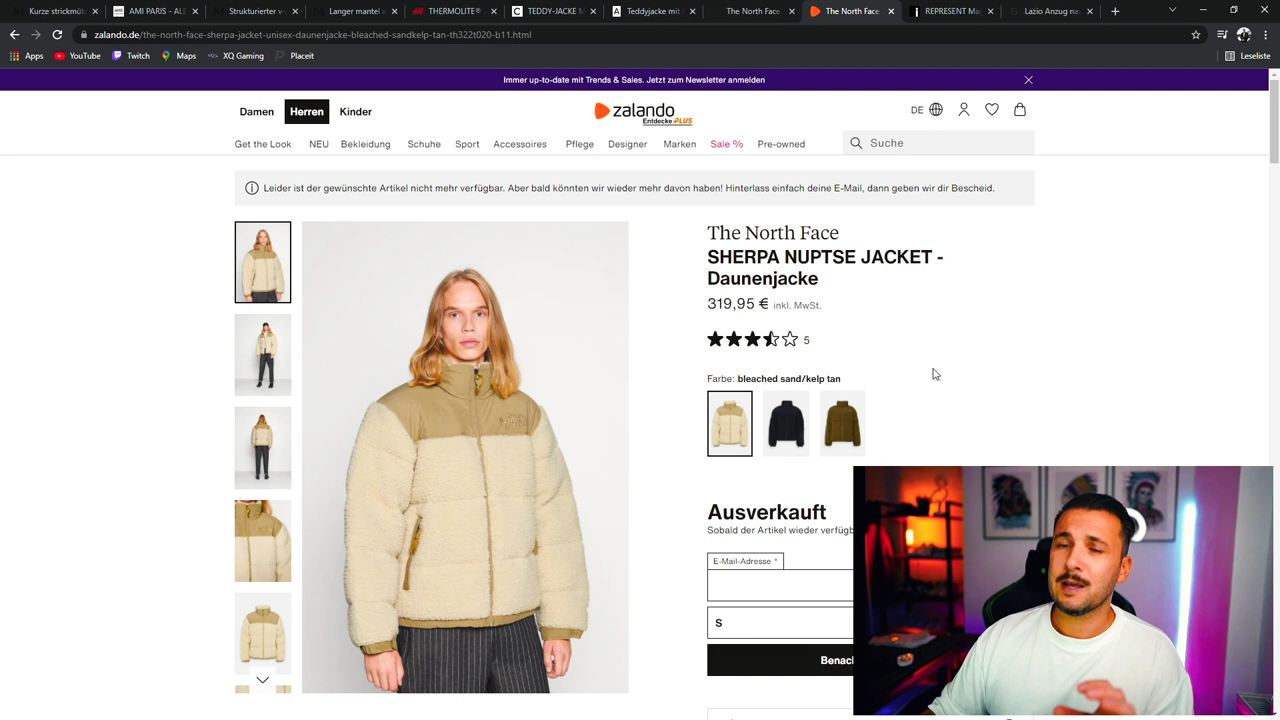 Kurze strickmüt
AMI PARIS - ALL
Strukturierter v-
Langer mantel a
THERMOLITE®
TEDDYJACKE M
Teddyjacke mit
The North Face
The North Face
REPRESENT Ma
Lazio Anzug na
zalando.de/the-north-face-sherpa-jacket-unisex-daunenjacke-bleached-sandkelp-tan-th322t020-b11.html
Apps YouTube Twitch Maps XQ Gaming Placeit Leseliste
Immer up-to-date mit Trends & Sales. Jetzt zum Newsletter anmelden
Damen Herren Kinder
zalando
Entdecke PLUS
DE
Get the Look NEU Bekleidung Schuhe Sport Accessoires Pflege Designer Marken Sale % Pre-owned
Suche
Leider ist der gewünschte Artikel nicht mehr verfügbar. Aber bald könnten wir wieder mehr davon haben! Hinterlass einfach deine E-Mail, dann geben wir dir Bescheid.
The North Face
SHERPA NUPTSE JACKET -
Daunenjacke
319,95 € inkl. MwSt.
5
Farbe: bleached sand/kelp tan
Ausverkauft
Sobald der Artikel wieder verfügb
E-Mail-Adresse *
S
Benac